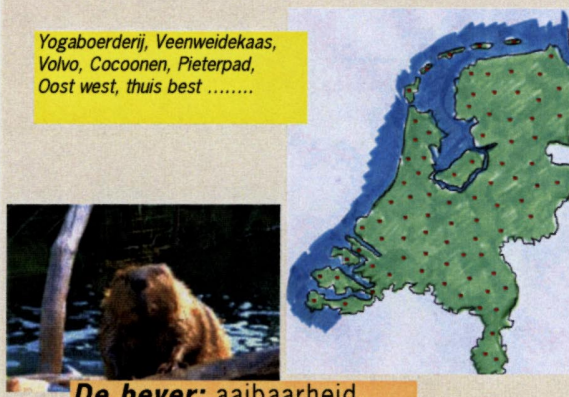 Yogaboerderij, Veenweidekaas,
Volvo, Cocoonen, Pieterpad,
Oost west, thuis best ........
De bever: aaibaarheid